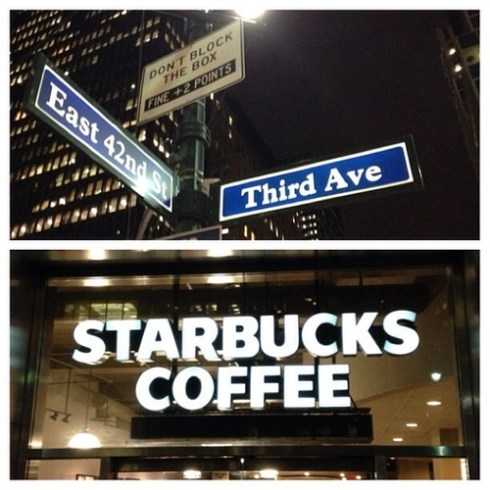 DON'T BLOCK
THE BOX
FINE +2 POINTS
East 42nd St
Third Ave
STARBUCKS
COFFEE